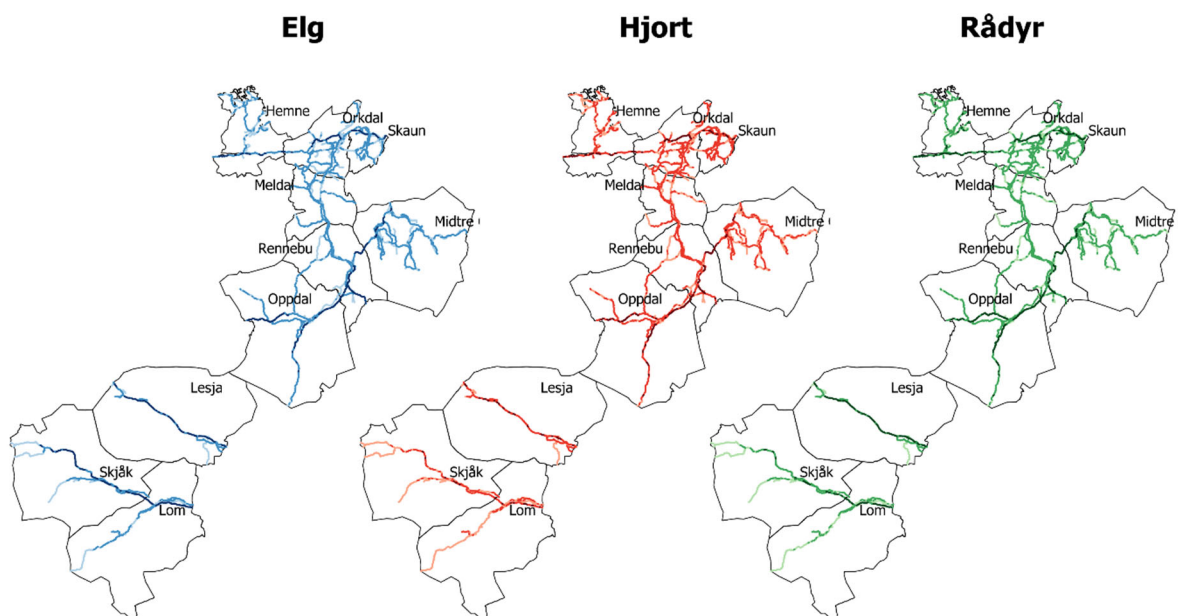 Elg Hjort Rådyr
Hemne Hemne Hemne
Orkdal Orkdal Orkdal
Skaun Skaun Skaun
Meldal Meldal Meldal
Midtre Midtre Midtre
Rennebu Rennebu Rennebu
Oppdal Oppdal Oppdal
Lesja Lesja Lesja
Skjåk Skjåk Skjåk
Lom Lom Lom